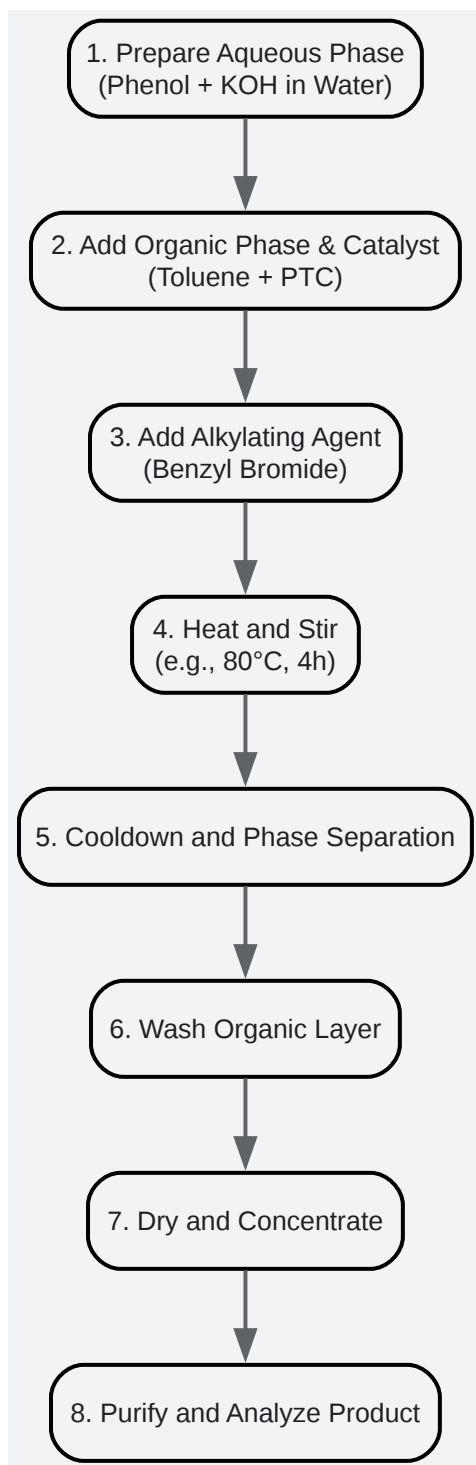 1. Prepare Aqueous Phase
(Phenol + KOH in Water)
2. Add Organic Phase & Catalyst
(Toluene + PTC)
3. Add Alkylating Agent
(Benzyl Bromide)
4. Heat and Stir
(e.g., 80°C, 4h)
5. Cooldown and Phase Separation
6. Wash Organic Layer
7. Dry and Concentrate
8. Purify and Analyze Product